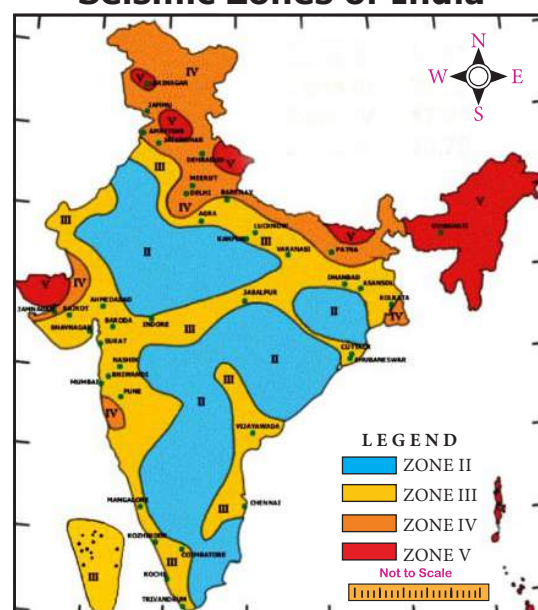 Seismic Zones of India
N
W
E
S
IV
V
SRINAGAR
JAMMU
V
AMRITSAR
JALANDHAR
DEHRADUN
V
III
MEERUT
DELHI
BAREILLY
IV
AGRA
LUCKNOW
KANPUR
III
VARANASI
V
PATNA
V
GUWAHATI
III
II
V
IV
JAMNAGAR
RAJKOT
AHMEDABAD
BHAVNAGAR
BARODA
INDORE
SURAT
III
JABALPUR
DHANBAD
ASANSOL
KOLKATA
II
IV
NASHIK
BHIWANDI
MUMBAI
PUNE
IV
II
III
II
CUTTACK
BHUBANESWAR
VIJAYAWADA
MANGALORE
CHENNAI
III
KOZHIKODE
COIMBATORE
III
KOCHI
TRIVANDRUM
III
LEGEND
ZONE II
ZONE III
ZONE IV
ZONE V
Not to Scale